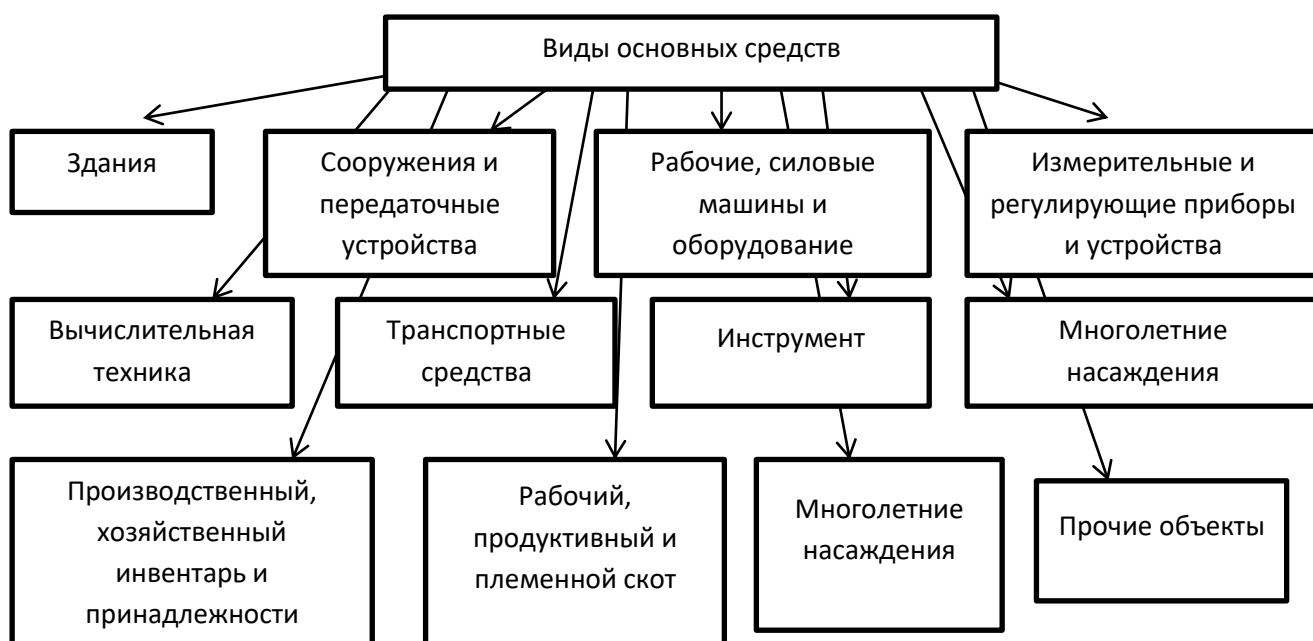 Виды основных средств
Здания
Сооружения и
передаточные
устройства
Рабочие, силовые
машины и
оборудование
Измерительные и
регулирующие приборы
и устройства
Вычислительная
техника
Транспортные
средства
Инструмент
Многолетние
насаждения
Производственный,
хозяйственный
инвентарь и
принадлежности
Рабочий,
продуктивный и
племенной скот
Многолетние
насаждения
Прочие объекты